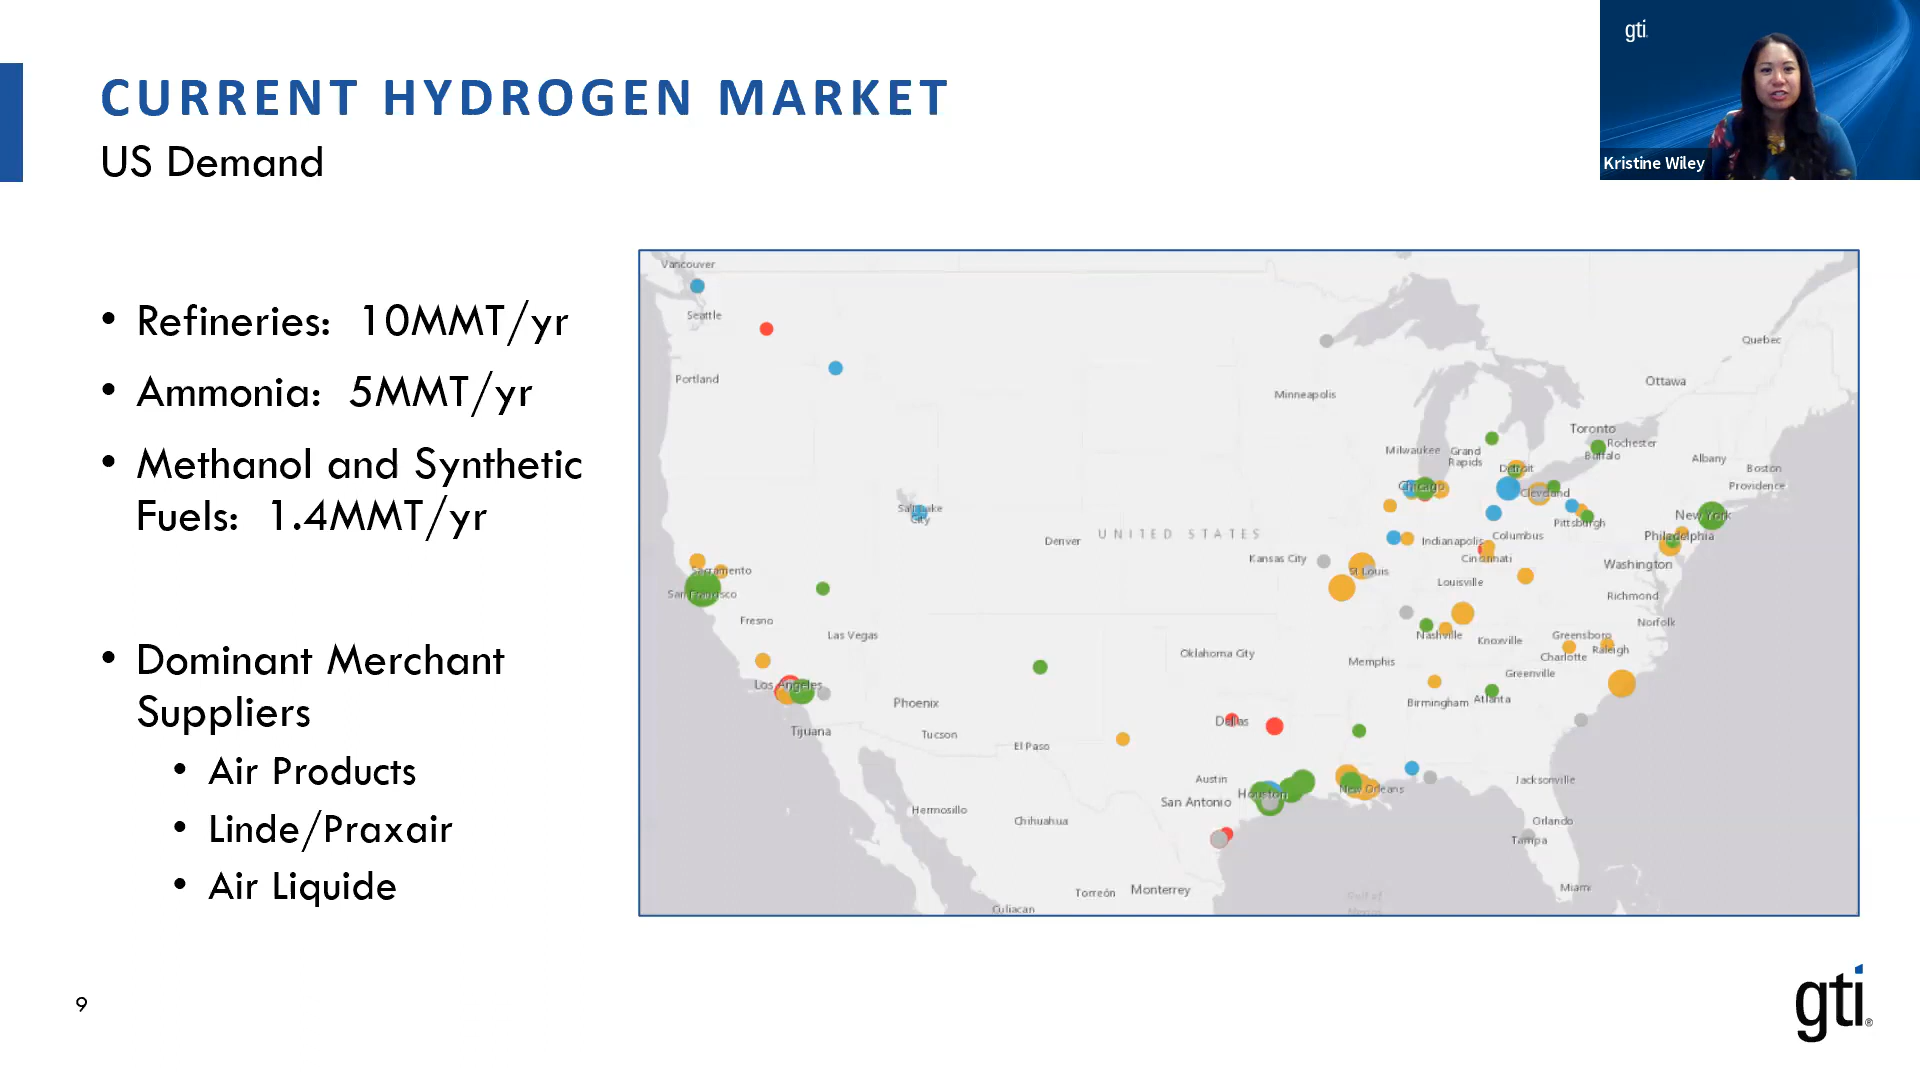 gti
Kristine Wiley
CURRENT HYDROGEN MARKET
US Demand
• Refineries: 10MMT/yr
• Ammonia: 5MMT/yr
• Methanol and Synthetic
Fuels: 1.4MMT/yr
• Dominant Merchant
Suppliers
• Air Products
• Linde/Praxair
• Air Liquide
Vancouver
Seattle
Portland
Quebec
Ottawa
Minneapolis
Toronto
Rochester
Buffalo
Milwaukee
Grand
Rapids
Albany
Boston
Detroit
Providence
Chicago
Cleveland
Salt Lake
City
New York
Pittsburgh
UNITED STATES
Denver
Indianapolis
Columbus
Philadelphia
Kansas City
Cincinnati
Washington
Sacramento
St Louis
Louisville
San Francisco
Richmond
Fresno
Norfolk
Las Vegas
Nashville
Knoxville
Greensboro
Raleigh
Oklahoma City
Memphis
Charlotte
Greenville
Los Angeles
Phoenix
Birmingham
Atlanta
Dallas
Tijuana
Tucson
El Paso
Austin
Jacksonville
Houston
New Orleans
San Antonio
Hermosillo
Chihuahua
Orlando
Tampa
Torreón
Monterrey
Miami
Gulf of
Mexico
Culiacan
9
gti®